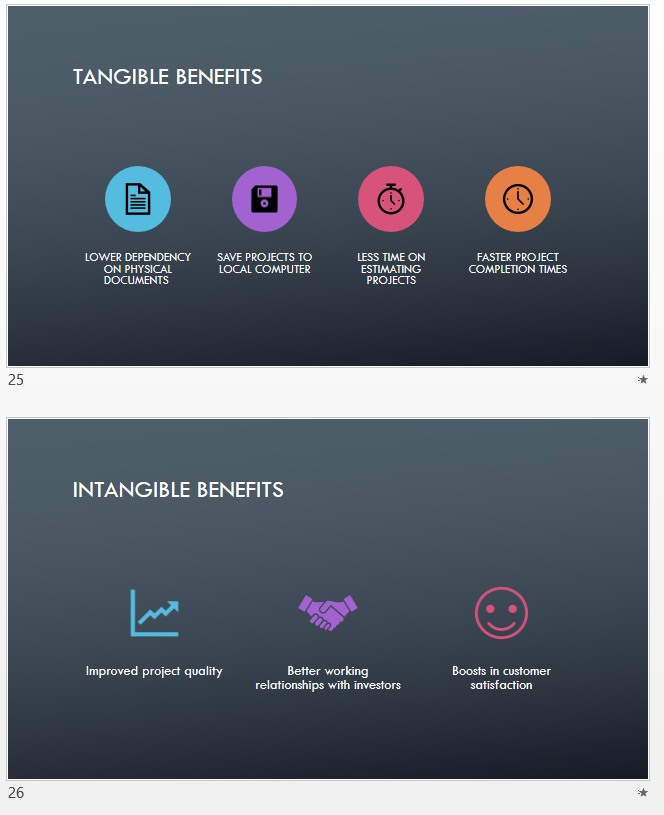 TANGIBLE BENEFITS
LOWER DEPENDENCY
ON PHYSICAL
DOCUMENTS
SAVE PROJECTS TO
LOCAL COMPUTER
LESS TIME ON
ESTIMATING
PROJECTS
FASTER PROJECT
COMPLETION TIMES
25
INTANGIBLE BENEFITS
Improved project quality
Better working
relationships with investors
Boosts in customer
satisfaction
26